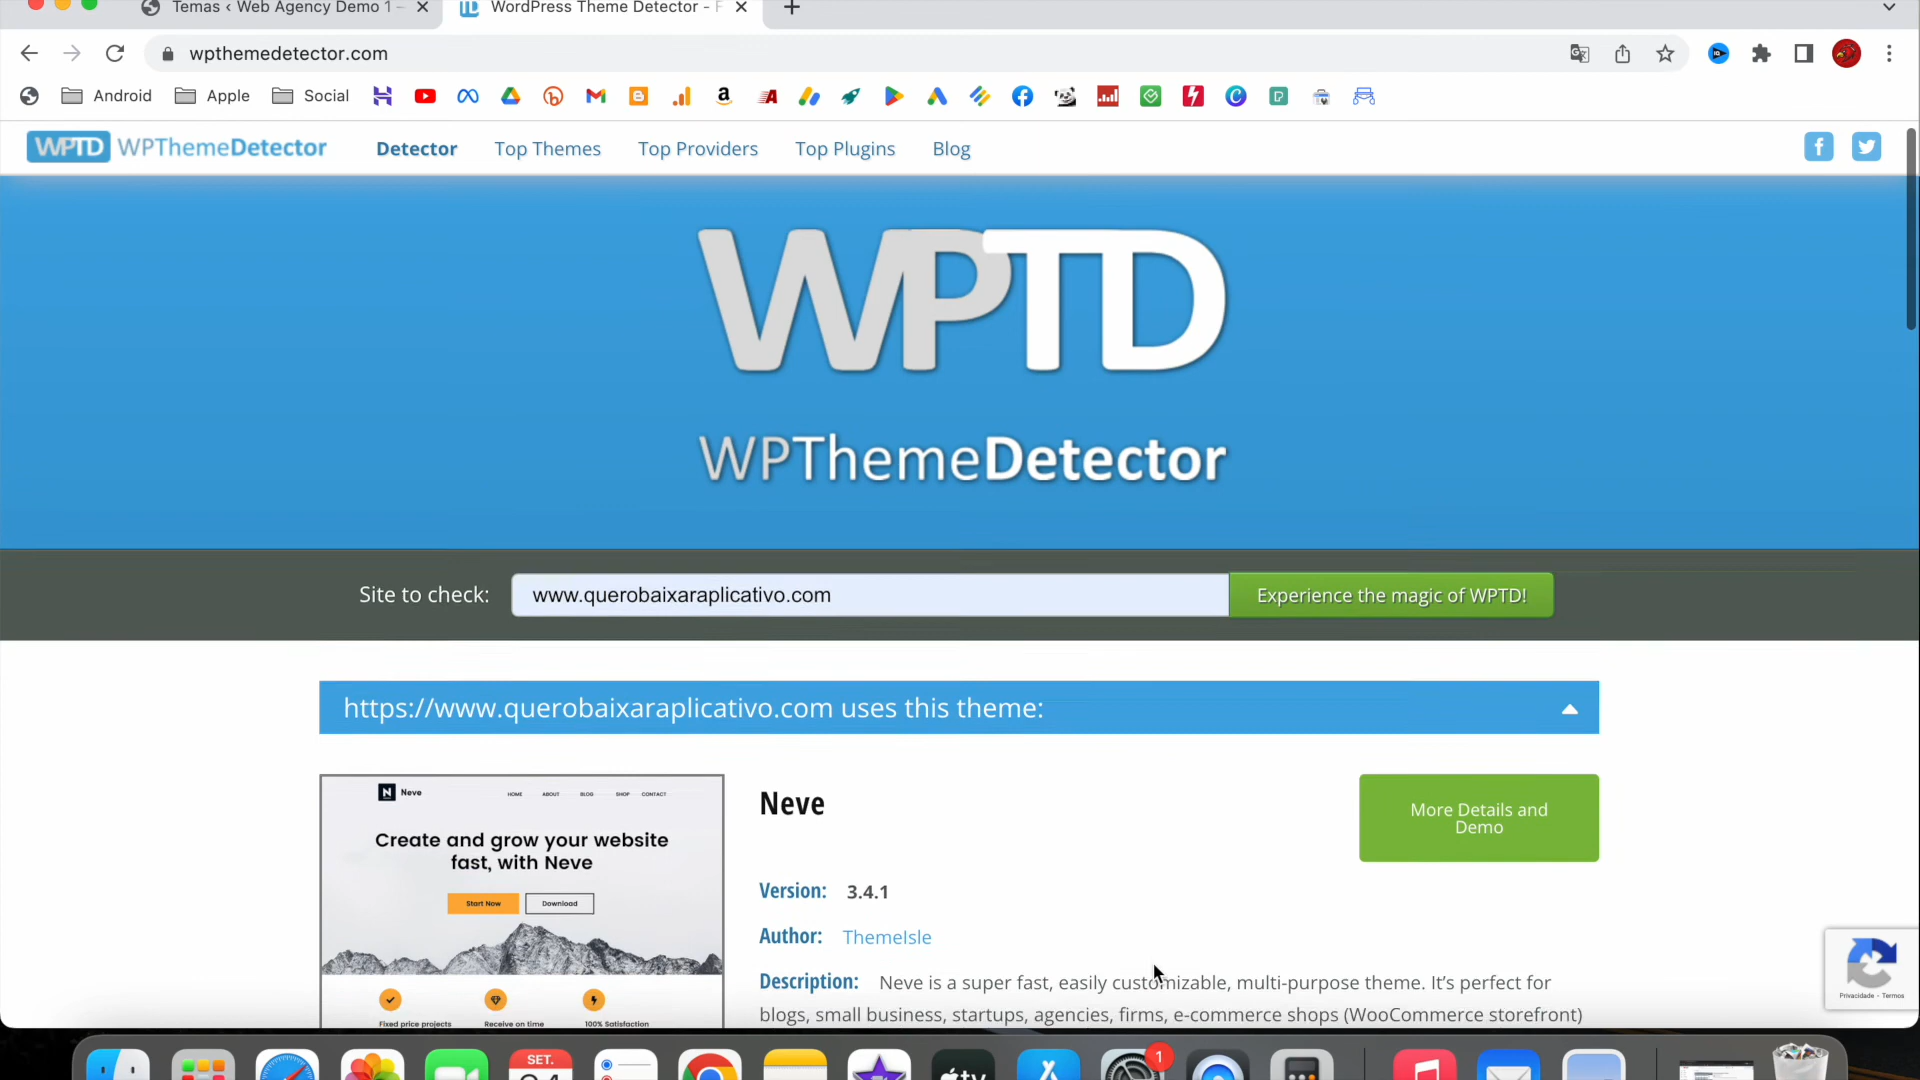 Temas ‹ Web Agency Demo 1 –
WordPress Theme Detector - F
wpthemedetector.com
Android
Apple
Social
WPTD WPThemeDetector
Detector
Top Themes
Top Providers
Top Plugins
Blog
WPTD
WPThemeDetector
Site to check:
www.querobaixaraplicativo.com
Experience the magic of WPTD!
https://www.querobaixaraplicativo.com uses this theme:
Neve
HOME ABOUT BLOG SHOP CONTACT
Create and grow your website
fast, with Neve
Start Now
Download
Fixed price projects
Receive on time
100% Satisfaction
Neve
More Details and
Demo
Version: 3.4.1
Author: ThemeIsle
Description: Neve is a super fast, easily customizable, multi-purpose theme. It’s perfect for
blogs, small business, startups, agencies, firms, e-commerce shops (WooCommerce storefront)
Privacidade - Termos
SET.
1